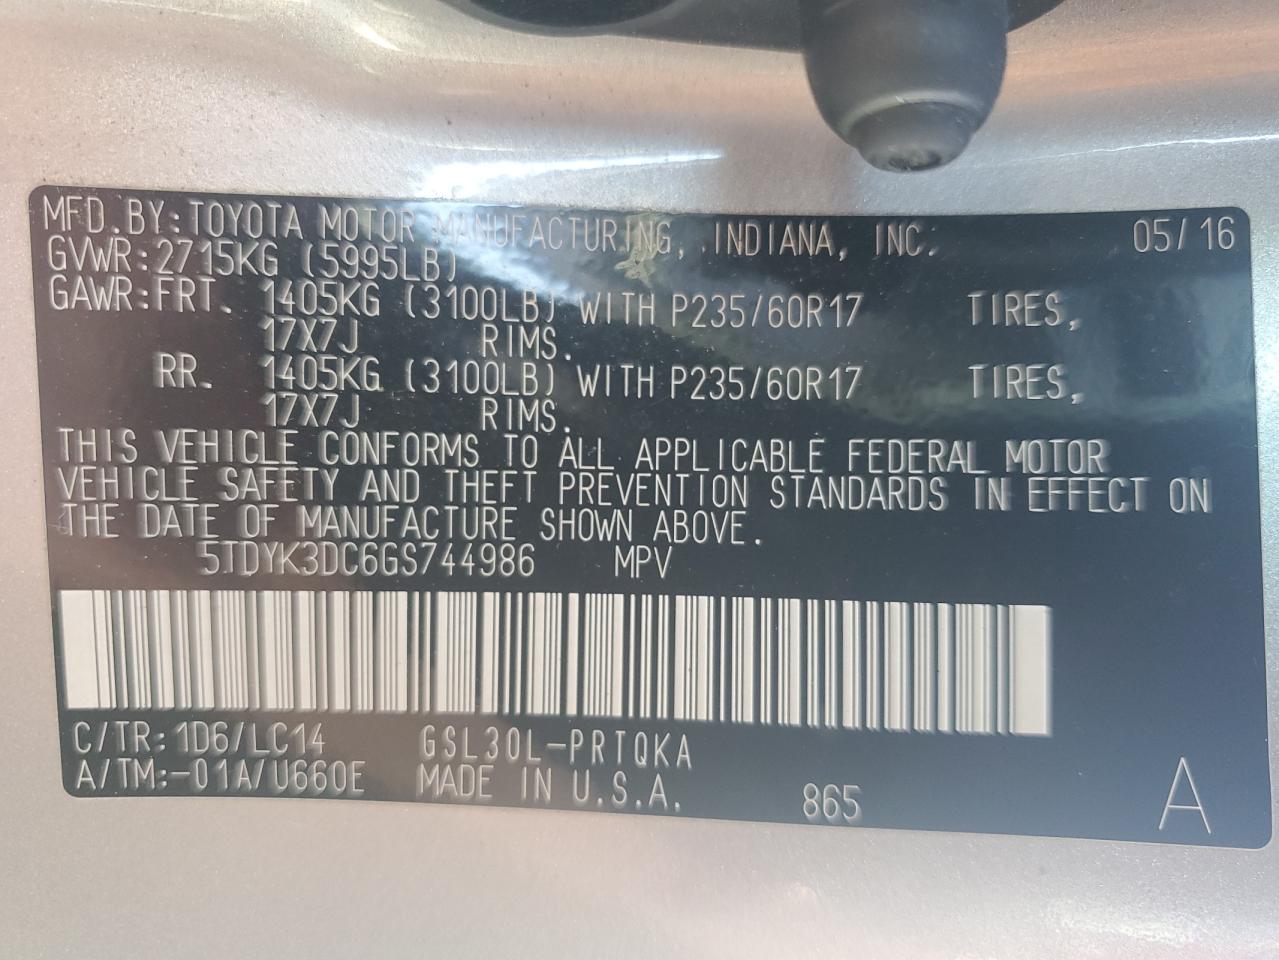 MFD.BY:TOYOTA MOTOR MANUFACTURING, INDIANA, INC. 05/16
GVWR:2715KG (5995LB)
GAWR:FRT. 1405KG (3100LB) WITH P235/60R17 TIRES,
17X7J RIMS.
RR. 1405KG (3100LB) WITH P235/60R17 TIRES,
17X7J RIMS.
THIS VEHICLE CONFORMS TO ALL APPLICABLE FEDERAL MOTOR
VEHICLE SAFETY AND THEFT PREVENTION STANDARDS IN EFFECT ON
THE DATE OF MANUFACTURE SHOWN ABOVE.
5TDYK3DC6GS744986 MPV
C/TR:1D6/LC14 GSL30L-PRTQKA
A/TM:-01A/U660E MADE IN U.S.A. 865 A